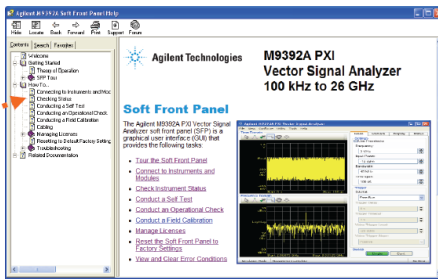 Agilent M9392A Soft Front Panel Help
Hide Locate Back Forward Print Support Forum
Contents Search Favorites
Welcome
Getting Started
Theory of Operation
SFP Tour
How To...
Connecting to Instruments and Mod
Checking Status
Conducting a Self Test
Conducting an Operational Check
Conducting a Field Calibration
Cabling
Managing Licenses
Resetting to Default Factory Setting
Troubleshooting
Related Documentation
Agilent Technologies
M9392A PXI
Vector Signal Analyzer
100 kHz to 26 GHz
Soft Front Panel
The Agilent M9392A PXI Vector Signal
Analyzer soft front panel (SFP) is a
graphical user interface (GUI) that
provides the following tasks:
• Tour the Soft Front Panel
• Connect to Instruments and
Modules
• Check Instrument Status
• Conduct a Self Test
• Conduct an Operational Check
• Conduct a Field Calibration
• Manage Licenses
• Reset the Soft Front Panel to
Factory Settings
• View and Clear Error Conditions